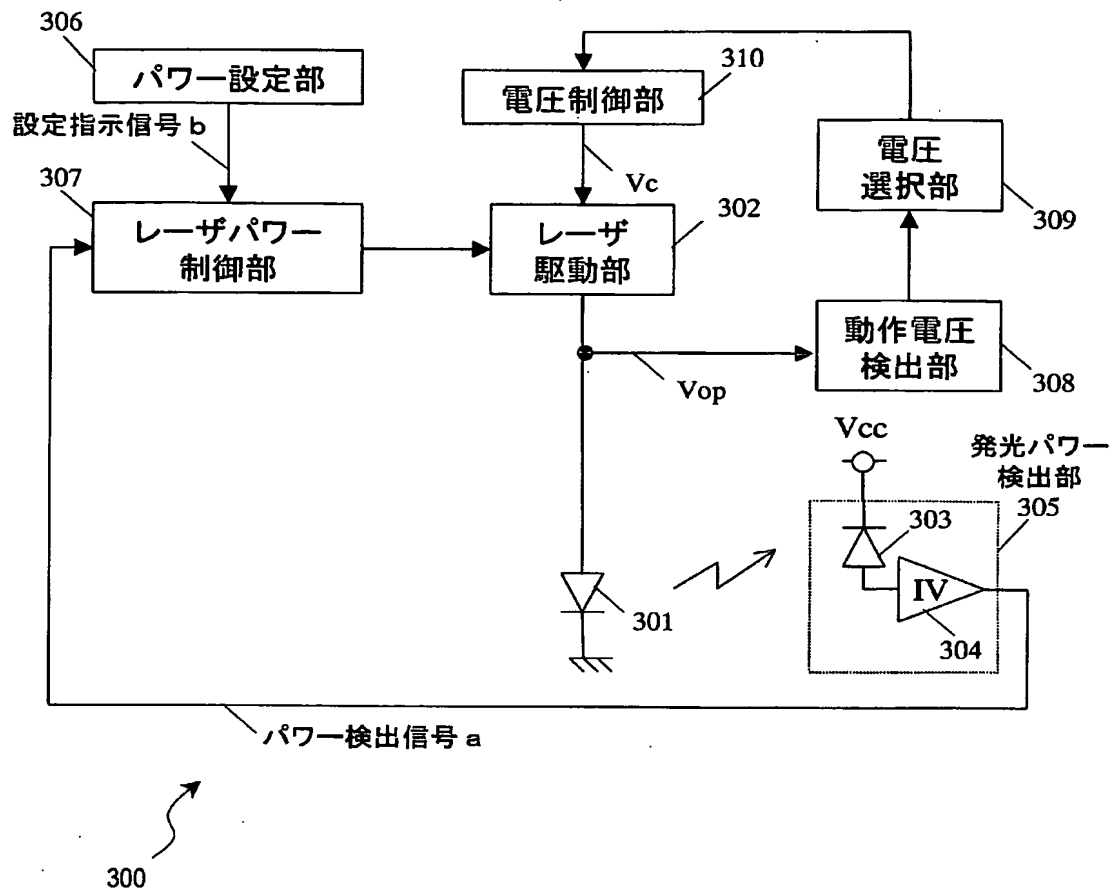 306
パワー設定部
設定指示信号b
307
レーザパワー
制御部
310
電圧制御部
Vc
302
レーザ
駆動部
電圧
選択部
309
動作電圧
検出部
308
Vop
Vcc
発光パワー
検出部
305
303
IV
304
301
パワー検出信号a
300